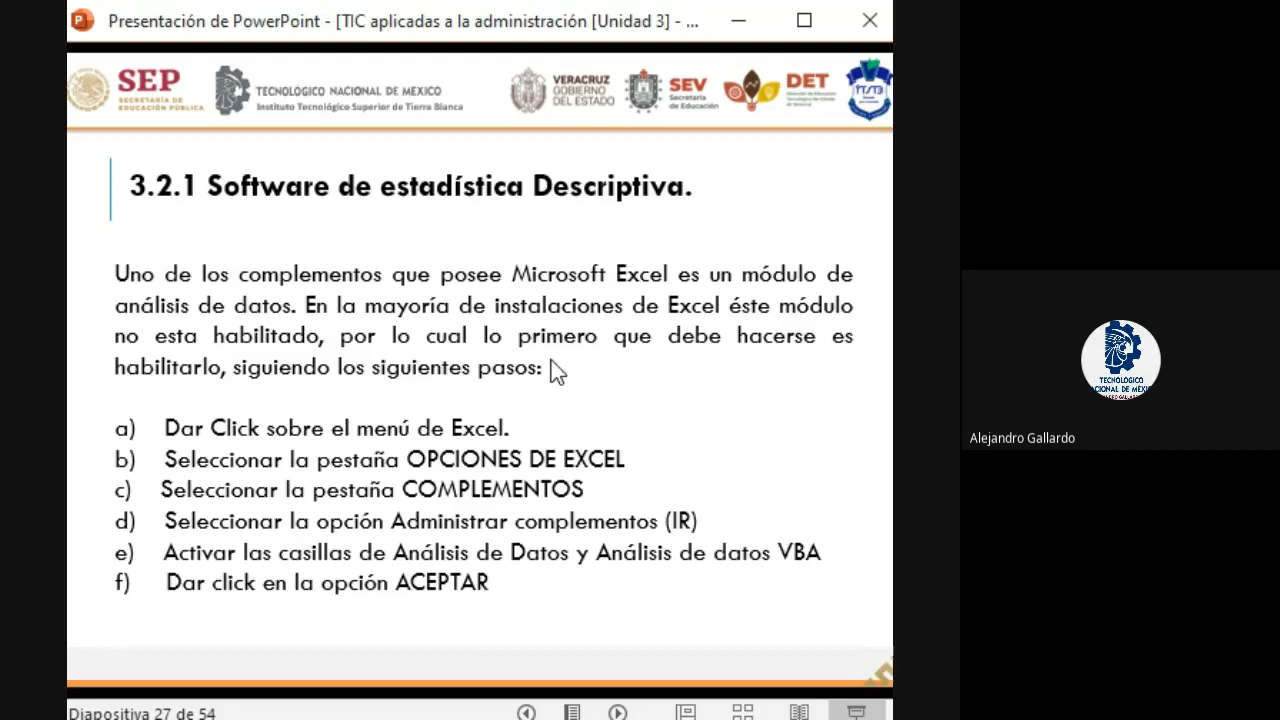 Presentación de PowerPoint - [TIC aplicadas a la administración [Unidad 3] - ...
SEP
SECRETARÍA DE
EDUCACIÓN PÚBLICA
TECNOLOGICO NACIONAL DE MEXICO
Instituto Tecnológico Superior de Tierra Blanca
VERACRUZ
GOBIERNO
DEL ESTADO
SEV
Secretaría
de Educación
DET
ITSTB
3.2.1 Software de estadística Descriptiva.
Uno de los complementos que posee Microsoft Excel es un módulo de
análisis de datos. En la mayoría de instalaciones de Excel éste módulo
no esta habilitado, por lo cual lo primero que debe hacerse es
habilitarlo, siguiendo los siguientes pasos:
a) Dar Click sobre el menú de Excel.
b) Seleccionar la pestaña OPCIONES DE EXCEL
c) Seleccionar la pestaña COMPLEMENTOS
d) Seleccionar la opción Administrar complementos (IR)
e) Activar las casillas de Análisis de Datos y Análisis de datos VBA
f) Dar click en la opción ACEPTAR
Diapositiva 27 de 54
TECNOLOGICO
Alejandro Gallardo